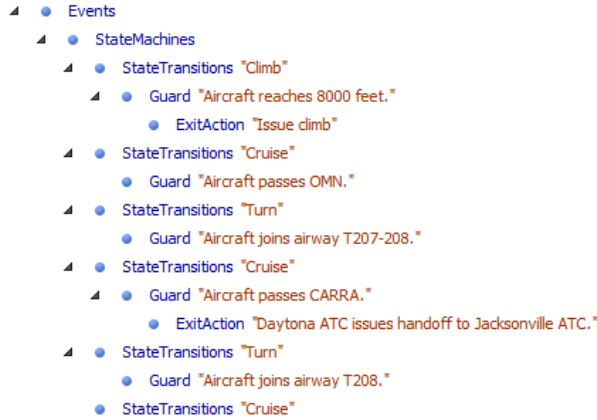 Events
StateMachines
StateTransitions "Climb"
Guard "Aircraft reaches 8000 feet."
ExitAction "Issue climb"
StateTransitions "Cruise"
Guard "Aircraft passes OMN."
StateTransitions "Turn"
Guard "Aircraft joins airway T207-208."
StateTransitions "Cruise"
Guard "Aircraft passes CARRA."
ExitAction "Daytona ATC issues handoff to Jacksonville ATC."
StateTransitions "Turn"
Guard "Aircraft joins airway T208."
StateTransitions "Cruise"